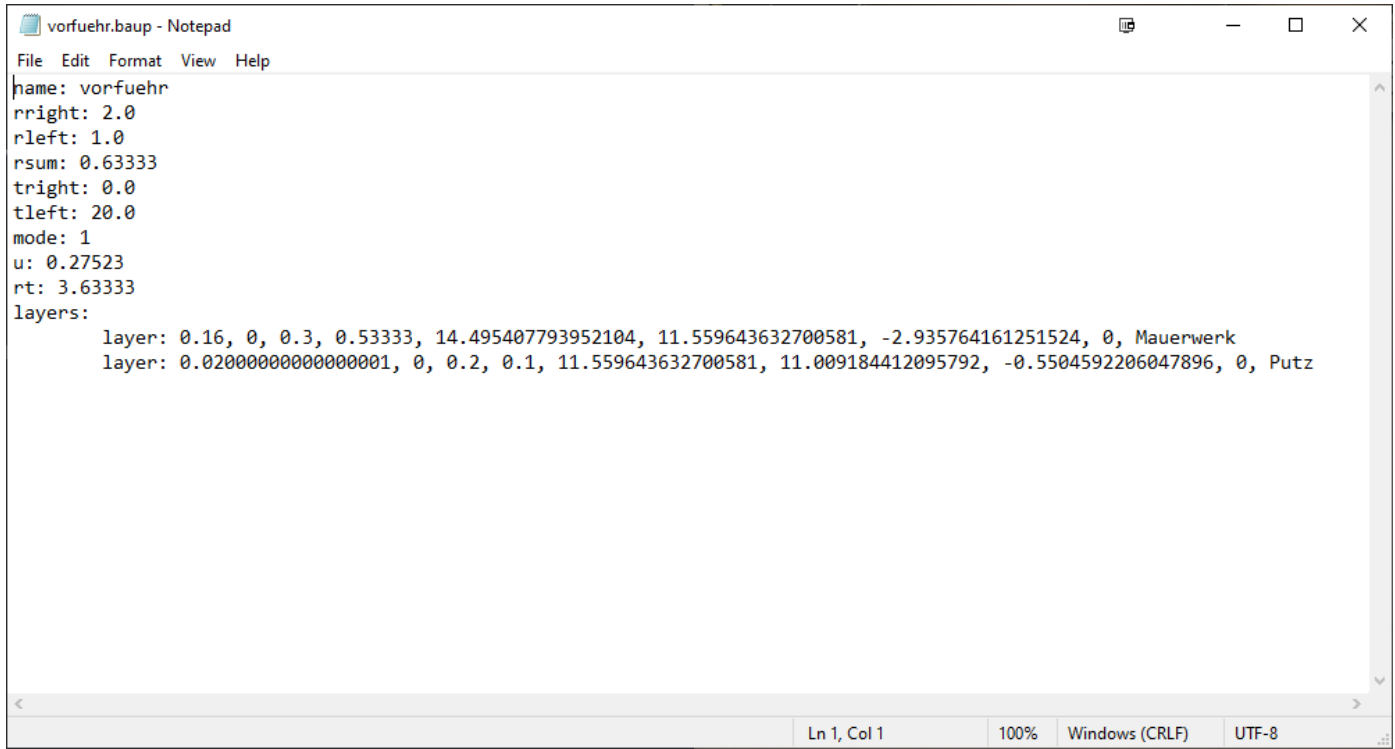 vorfuehr.baup - Notepad
File Edit Format View Help
name: vorfuehr
rright: 2.0
rleft: 1.0
rsum: 0.63333
tright: 0.0
tleft: 20.0
mode: 1
u: 0.27523
rt: 3.63333
layers:
layer: 0.16, 0, 0.3, 0.53333, 14.495407793952104, 11.559643632700581, -2.935764161251524, 0, Mauerwerk
layer: 0.02000000000000001, 0, 0.2, 0.1, 11.559643632700581, 11.009184412095792, -0.5504592206047896, 0, Putz
Ln 1, Col 1 100% Windows (CRLF) UTF-8